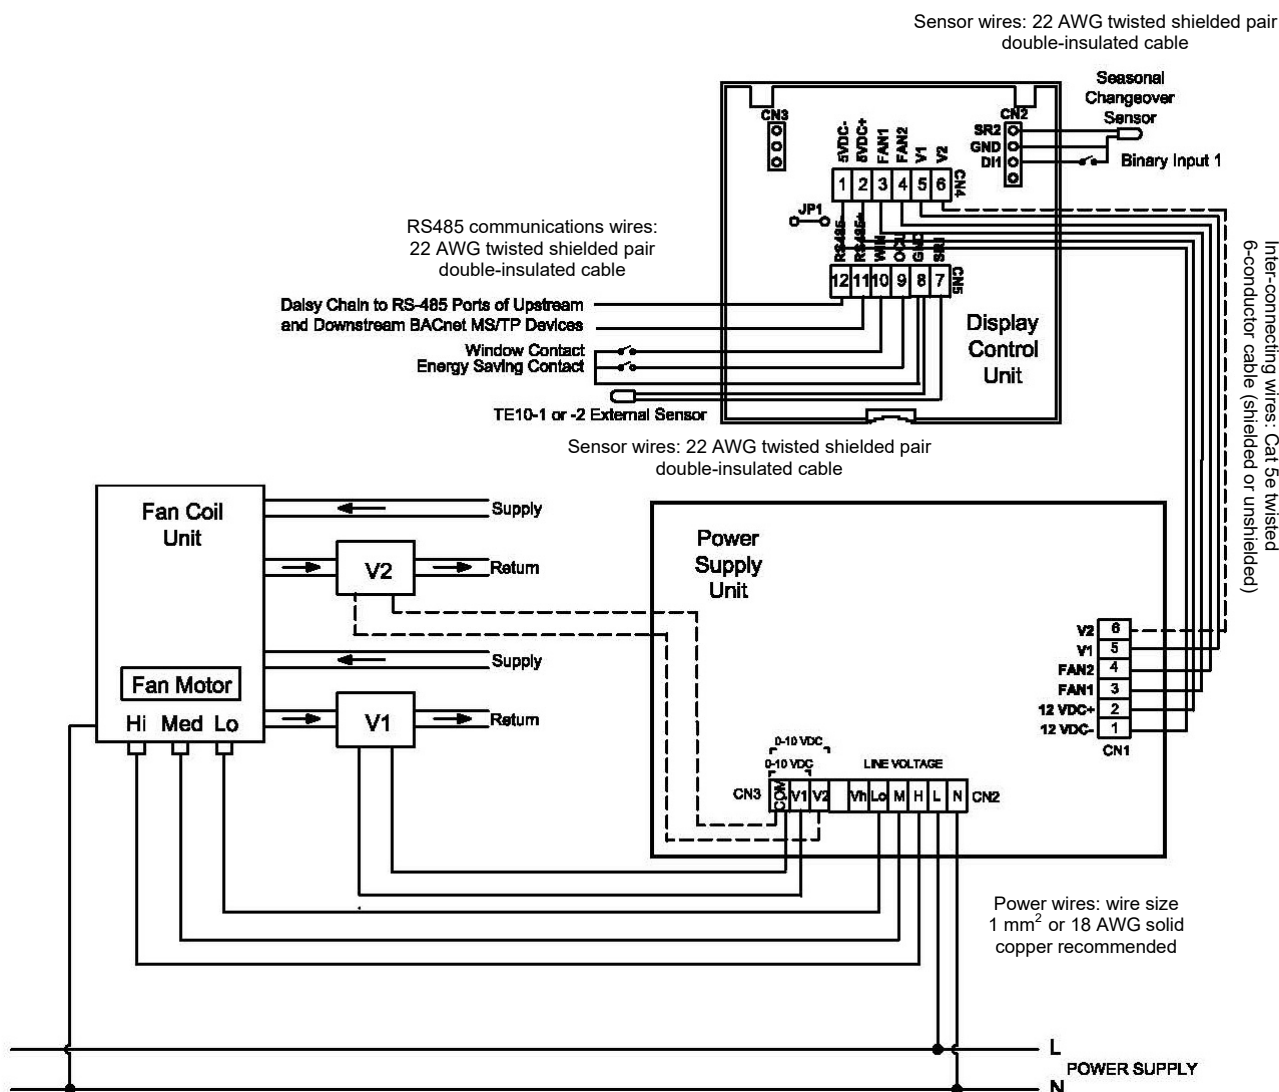 Sensor wires: 22 AWG twisted shielded pair
double-insulated cable
Seasonal
Changeover
Sensor
CN3
CN2
SR2
GND
DI1
Binary Input 1
5VDC-
5VDC+
FAN1
FAN2
V1
V2
1 2 3 4 5 6
CN4
JP1
RS485-
RS485+
WIN
OCU
GND
SR1
12 11 10 9 8 7
CN5
RS485 communications wires:
22 AWG twisted shielded pair
double-insulated cable
Daisy Chain to RS-485 Ports of Upstream
and Downstream BACnet MS/TP Devices
Window Contact
Energy Saving Contact
TE10-1 or -2 External Sensor
Display
Control
Unit
Sensor wires: 22 AWG twisted shielded pair
double-insulated cable
Inter-connecting wires: Cat 5e twisted
6-conductor cable (shielded or unshielded)
Fan Coil
Unit
Supply
V2
Return
Supply
Fan Motor
Hi Med Lo
V1
Return
Power
Supply
Unit
V2 6
V1 5
FAN2 4
FAN1 3
12 VDC+ 2
12 VDC- 1
CN1
0-10 VDC
0-10 VDC
LINE VOLTAGE
CN3 COM V1 V2 Vh Lo M H L N CN2
Power wires: wire size
1 mm² or 18 AWG solid
copper recommended
L
POWER SUPPLY
N